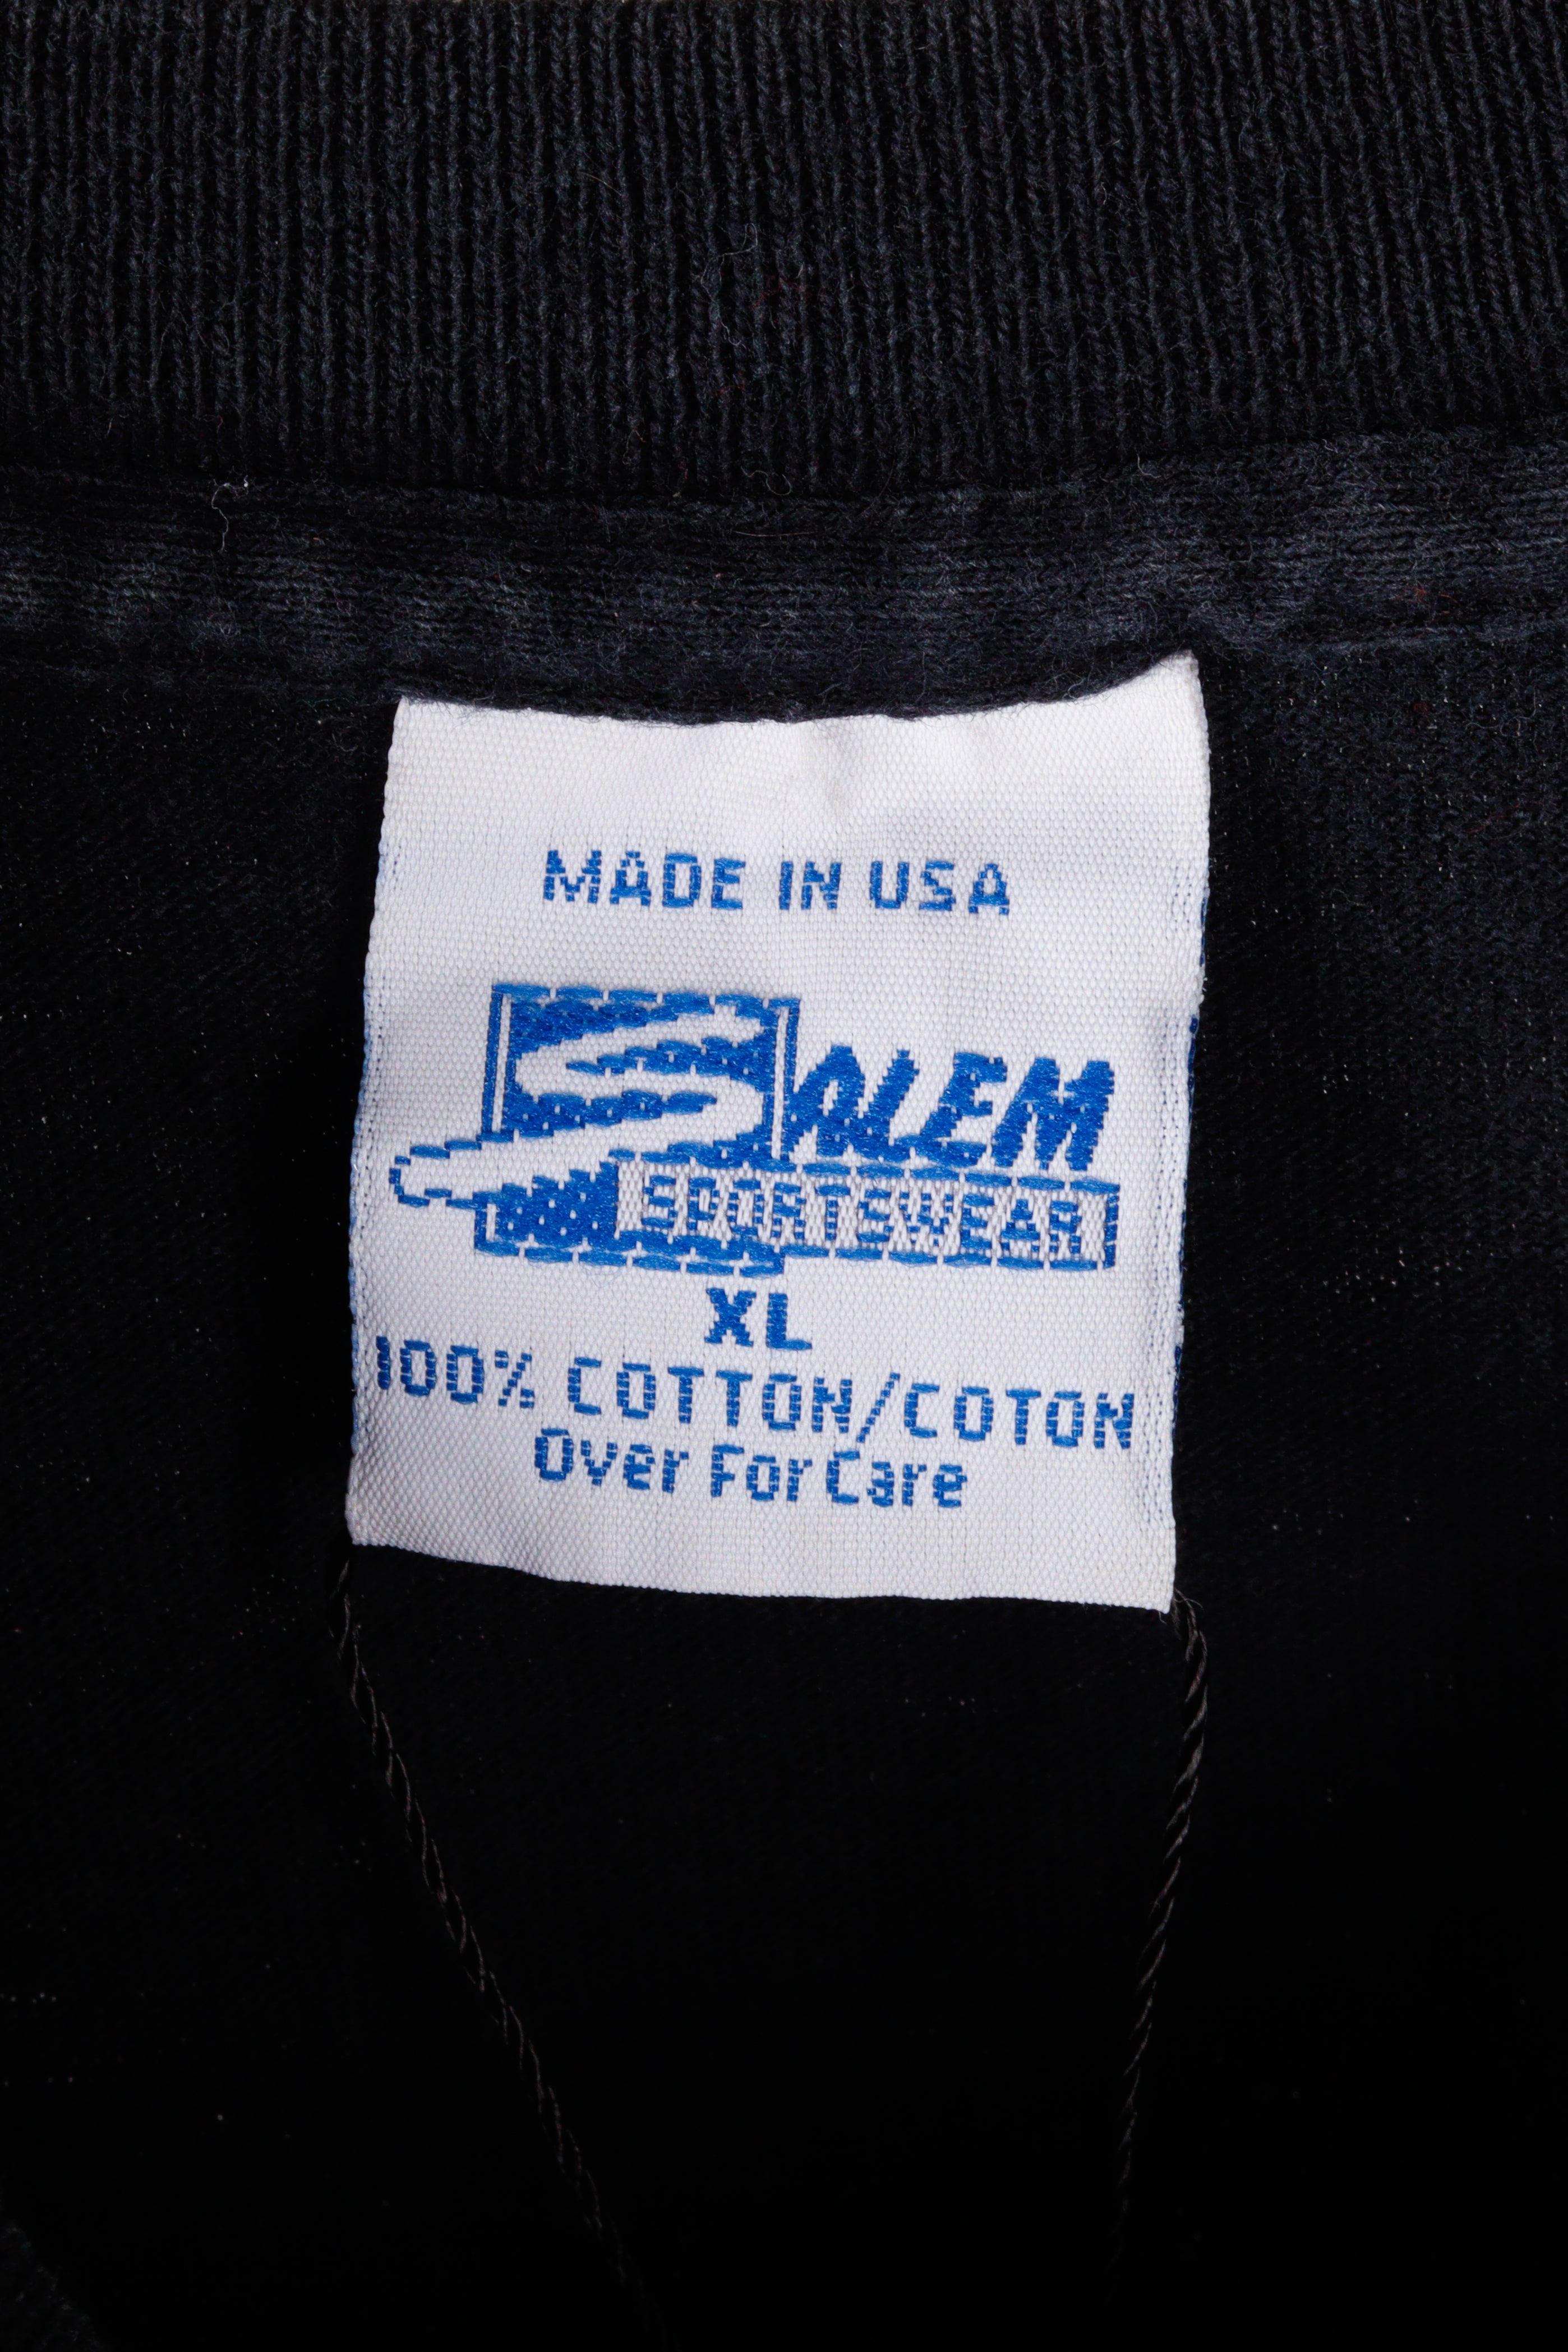 MADE IN USA
SALEM
SPORTSWEAR
XL
100% COTTON/COTON
Over For Care